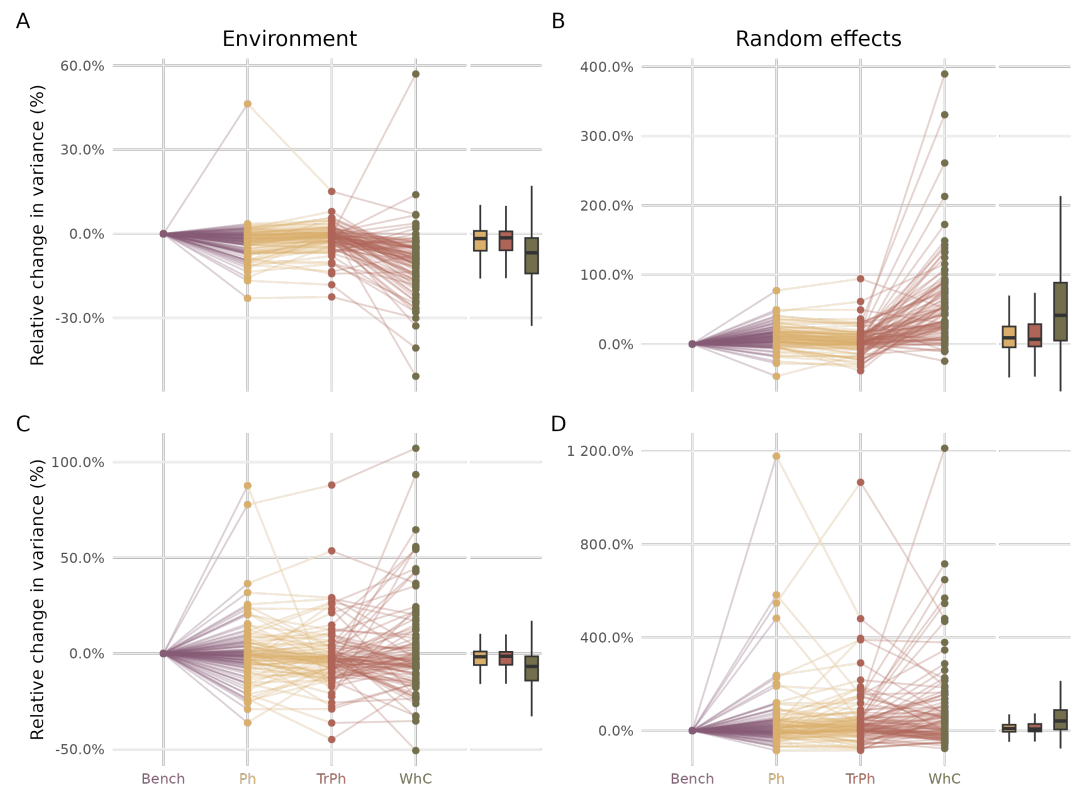 A
B
Environment
Random effects
Relative change in variance (%)
60.0%
30.0%
0.0%
-30.0%
400.0%
300.0%
200.0%
100.0%
0.0%
C
D
Relative change in variance (%)
100.0%
50.0%
0.0%
-50.0%
1 200.0%
800.0%
400.0%
0.0%
Bench Ph TrPh WhC
Bench Ph TrPh WhC